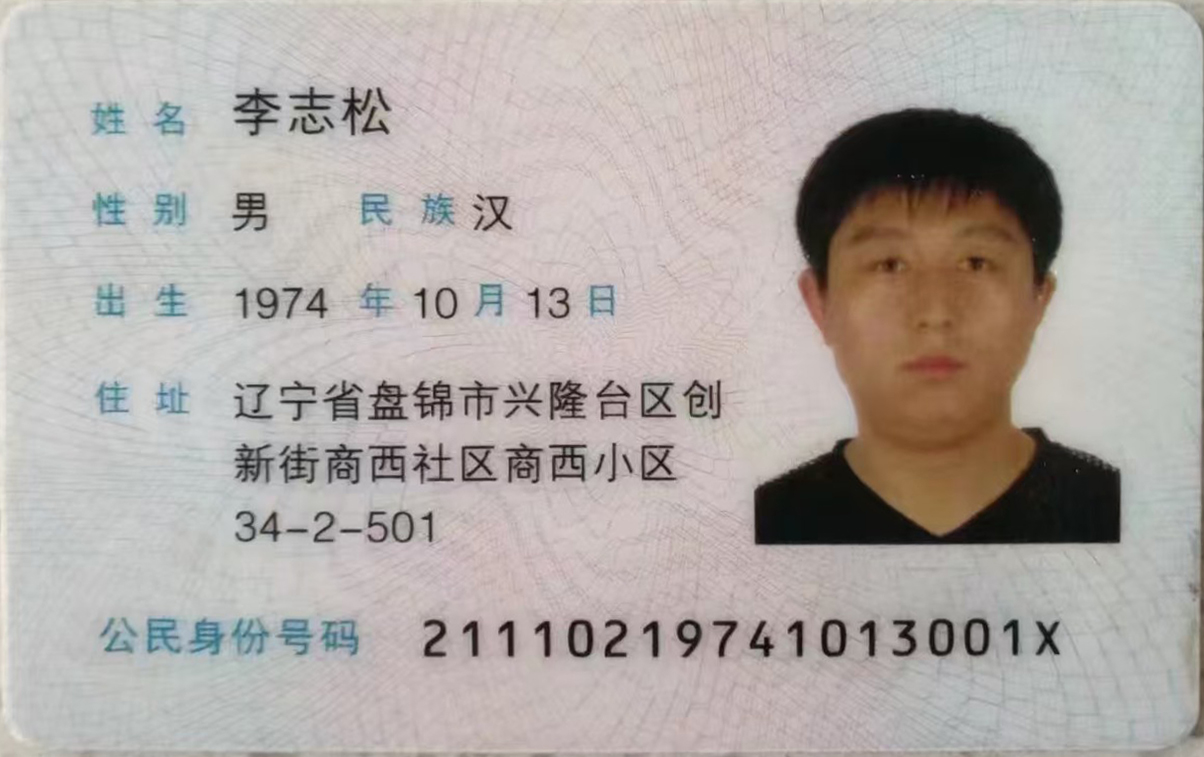 姓名 李志松
性别 男 民族 汉
出生 1974 年 10 月 13 日
住址 辽宁省盘锦市兴隆台区创
新街商西社区商西小区
34-2-501
公民身份号码 21110219741013001X